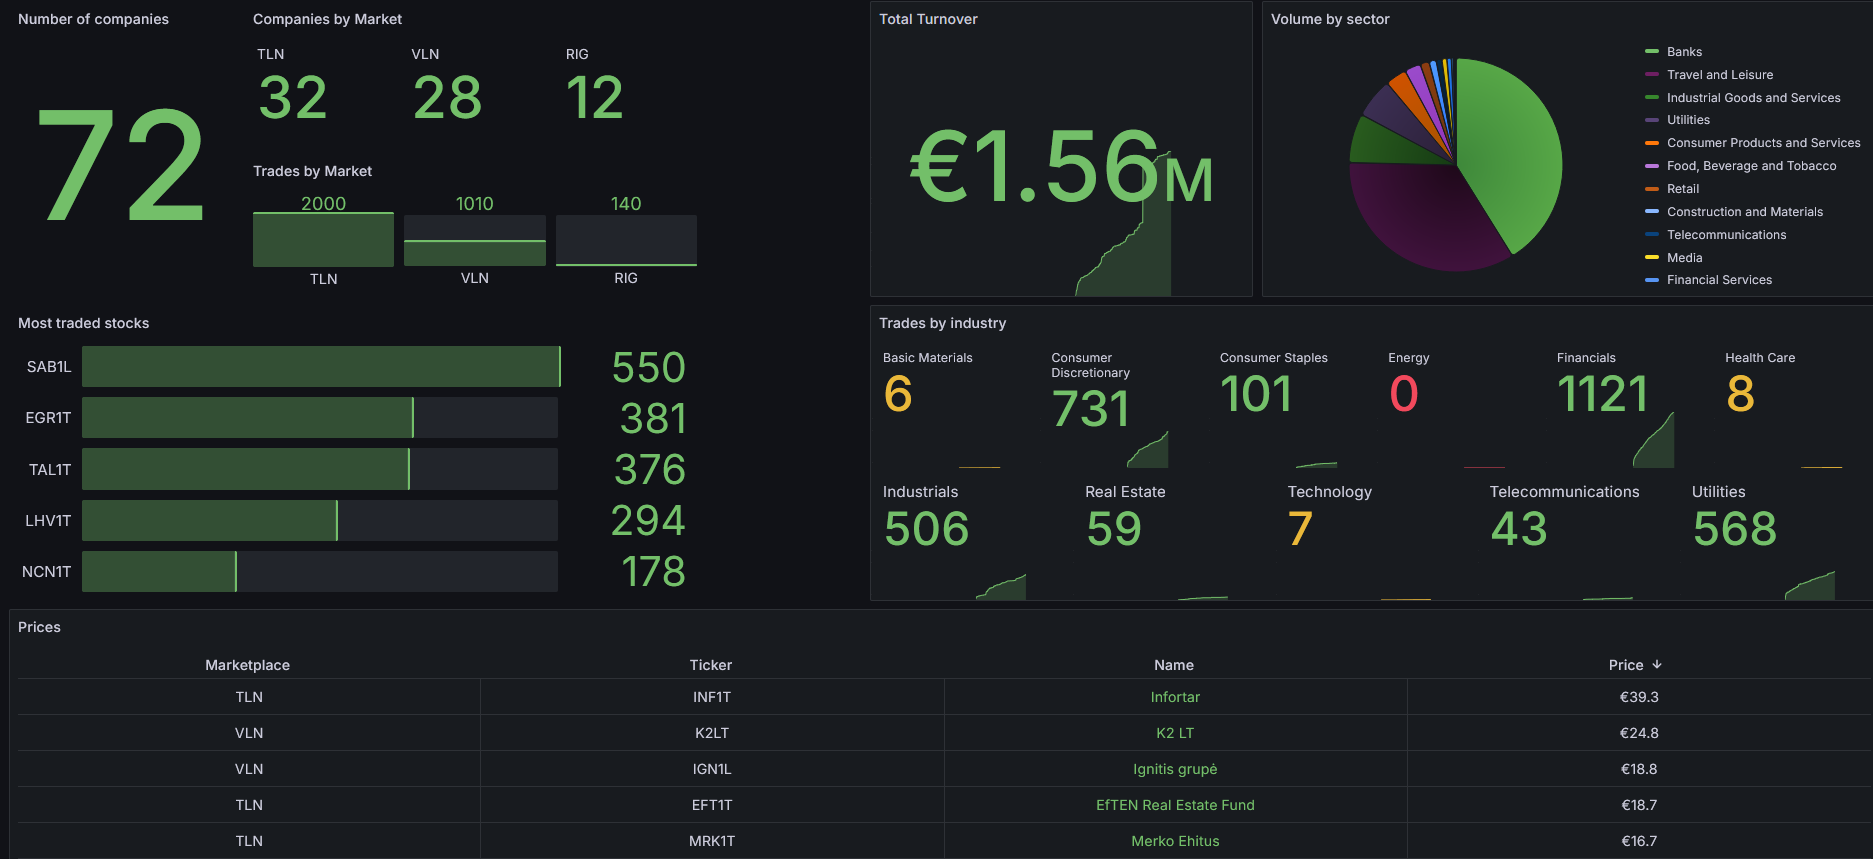 Number of companies
72
Companies by Market
TLN
VLN
RIG
32
28
12
Trades by Market
2000
1010
140
TLN
VLN
RIG
Total Turnover
€1.56M
Volume by sector
Banks
Travel and Leisure
Industrial Goods and Services
Utilities
Consumer Products and Services
Food, Beverage and Tobacco
Retail
Construction and Materials
Telecommunications
Media
Financial Services
Most traded stocks
SAB1L
550
EGR1T
381
TAL1T
376
LHV1T
294
NCN1T
178
Trades by industry
Basic Materials
6
Consumer
Discretionary
731
Consumer Staples
101
Energy
0
Financials
1121
Health Care
8
Industrials
506
Real Estate
59
Technology
7
Telecommunications
43
Utilities
568
Prices
Marketplace Ticker Name Price ↓
TLN INF1T Infortar €39.3
VLN K2LT K2 LT €24.8
VLN IGN1L Ignitis grupė €18.8
TLN EFT1T EfTEN Real Estate Fund €18.7
TLN MRK1T Merko Ehitus €16.7